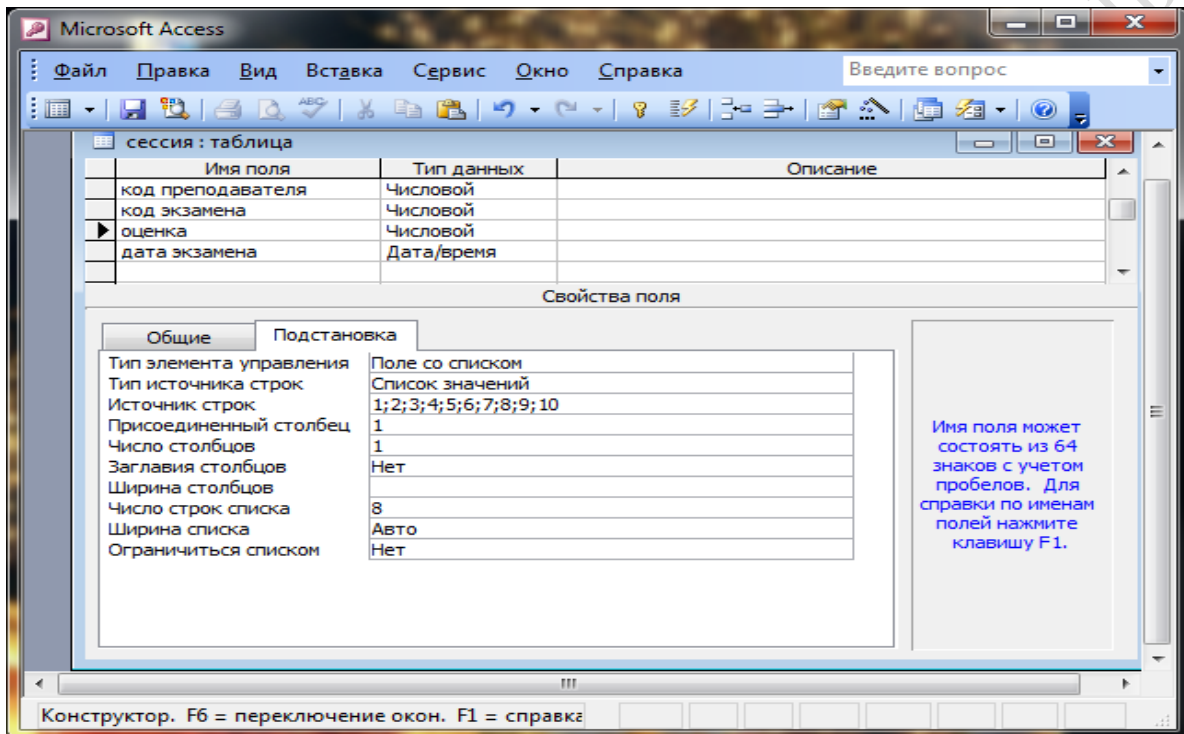 Microsoft Access
Файл Правка Вид Вставка Сервис Окно Справка Введите вопрос
ABC
сессия : таблица
Имя поля Тип данных Описание
код преподавателя Числовой
код экзамена Числовой
оценка Числовой
дата экзамена Дата/время
Свойства поля
Общие Подстановка
Тип элемента управления Поле со списком
Тип источника строк Список значений
Источник строк 1;2;3;4;5;6;7;8;9;10
Присоединенный столбец 1
Число столбцов 1
Заглавия столбцов Нет
Ширина столбцов
Число строк списка 8
Ширина списка Авто
Ограничиться списком Нет
Имя поля может
состоять из 64
знаков с учетом
пробелов. Для
справки по именам
полей нажмите
клавишу F1.
Конструктор. F6 = переключение окон. F1 = справка